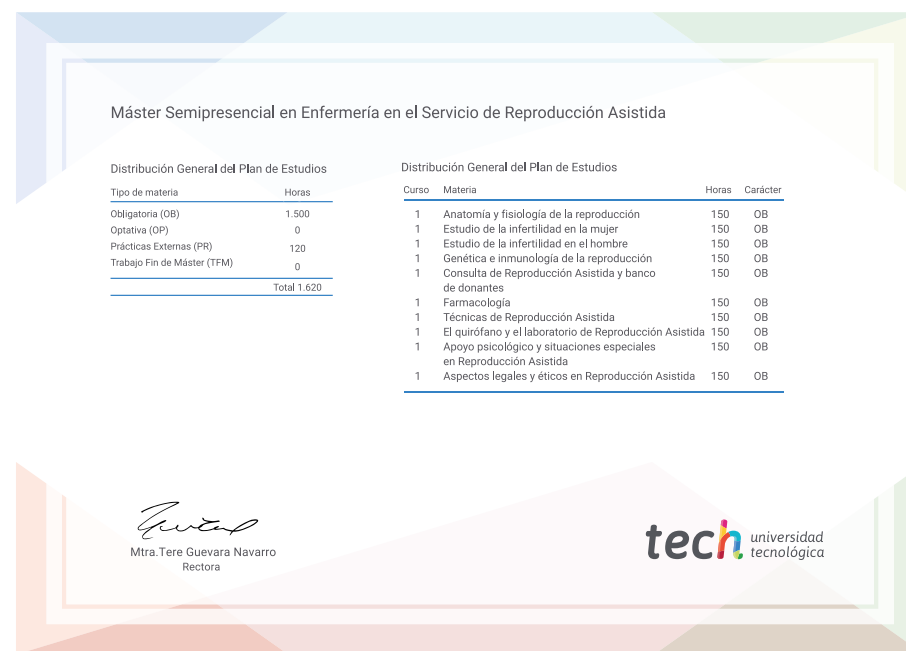 Máster Semipresencial en Enfermería en el Servicio de Reproducción Asistida
Distribución General del Plan de Estudios
Tipo de materia Horas
Obligatoria (OB) 1.500
Optativa (OP) 0
Prácticas Externas (PR) 120
Trabajo Fin de Máster (TFM) 0
Total 1.620
Distribución General del Plan de Estudios
Curso Materia Horas Carácter
1 Anatomía y fisiología de la reproducción 150 OB
1 Estudio de la infertilidad en la mujer 150 OB
1 Estudio de la infertilidad en el hombre 150 OB
1 Genética e inmunología de la reproducción 150 OB
1 Consulta de Reproducción Asistida y banco 150 OB
de donantes
1 Farmacología 150 OB
1 Técnicas de Reproducción Asistida 150 OB
1 El quirófano y el laboratorio de Reproducción Asistida 150 OB
1 Apoyo psicológico y situaciones especiales 150 OB
en Reproducción Asistida
1 Aspectos legales y éticos en Reproducción Asistida 150 OB
Mtra.Tere Guevara Navarro
Rectora
tech universidad
tecnológica